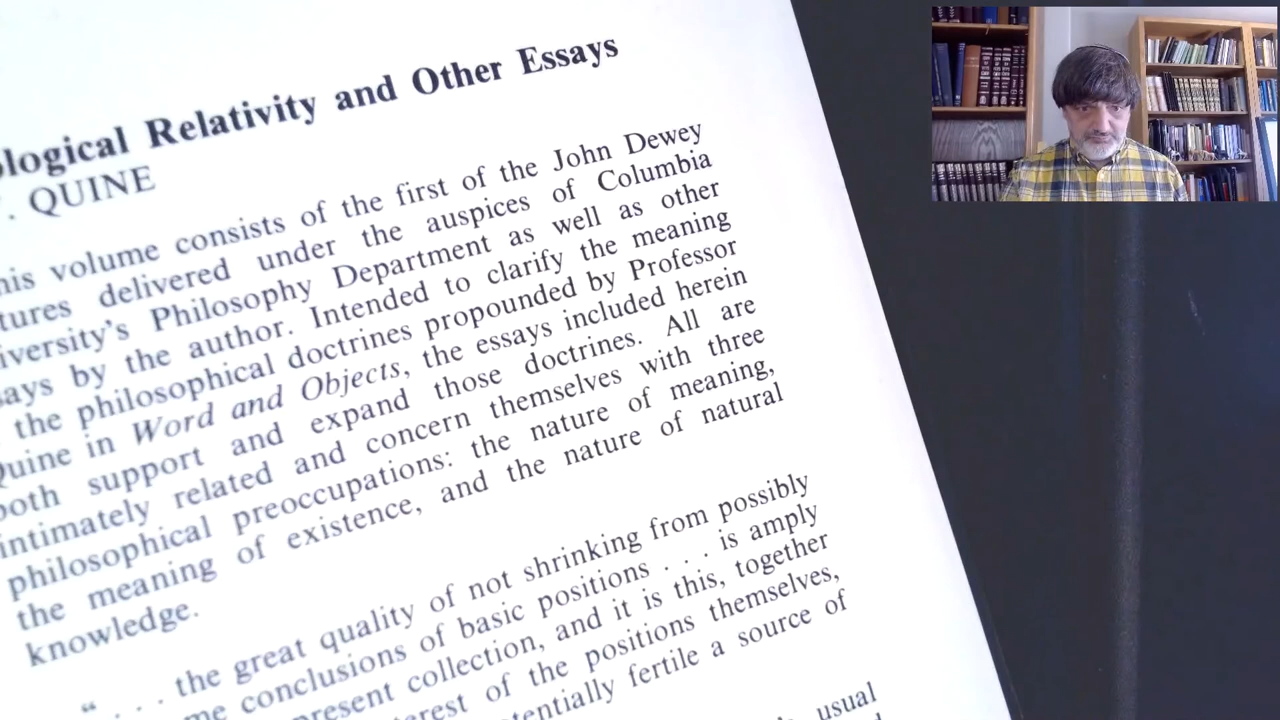 ological Relativity and Other Essays
. QUINE
his volume consists of the first of the John Dewey
tures delivered under the auspices of Columbia
iversity's Philosophy Department as well as other
says by the author. Intended to clarify the meaning
the philosophical doctrines propounded by Professor
Quine in Word and Objects, the essays included herein
both support and expand those doctrines. All are
intimately related and concern themselves with three
philosophical preoccupations: the nature of meaning,
the meaning of existence, and the nature of natural
knowledge.
“. . . the great quality of not shrinking from possibly
me conclusions of basic positions . . . is amply
present collection, and it is this, together
terest of the positions themselves,
tentially fertile a source of
usual